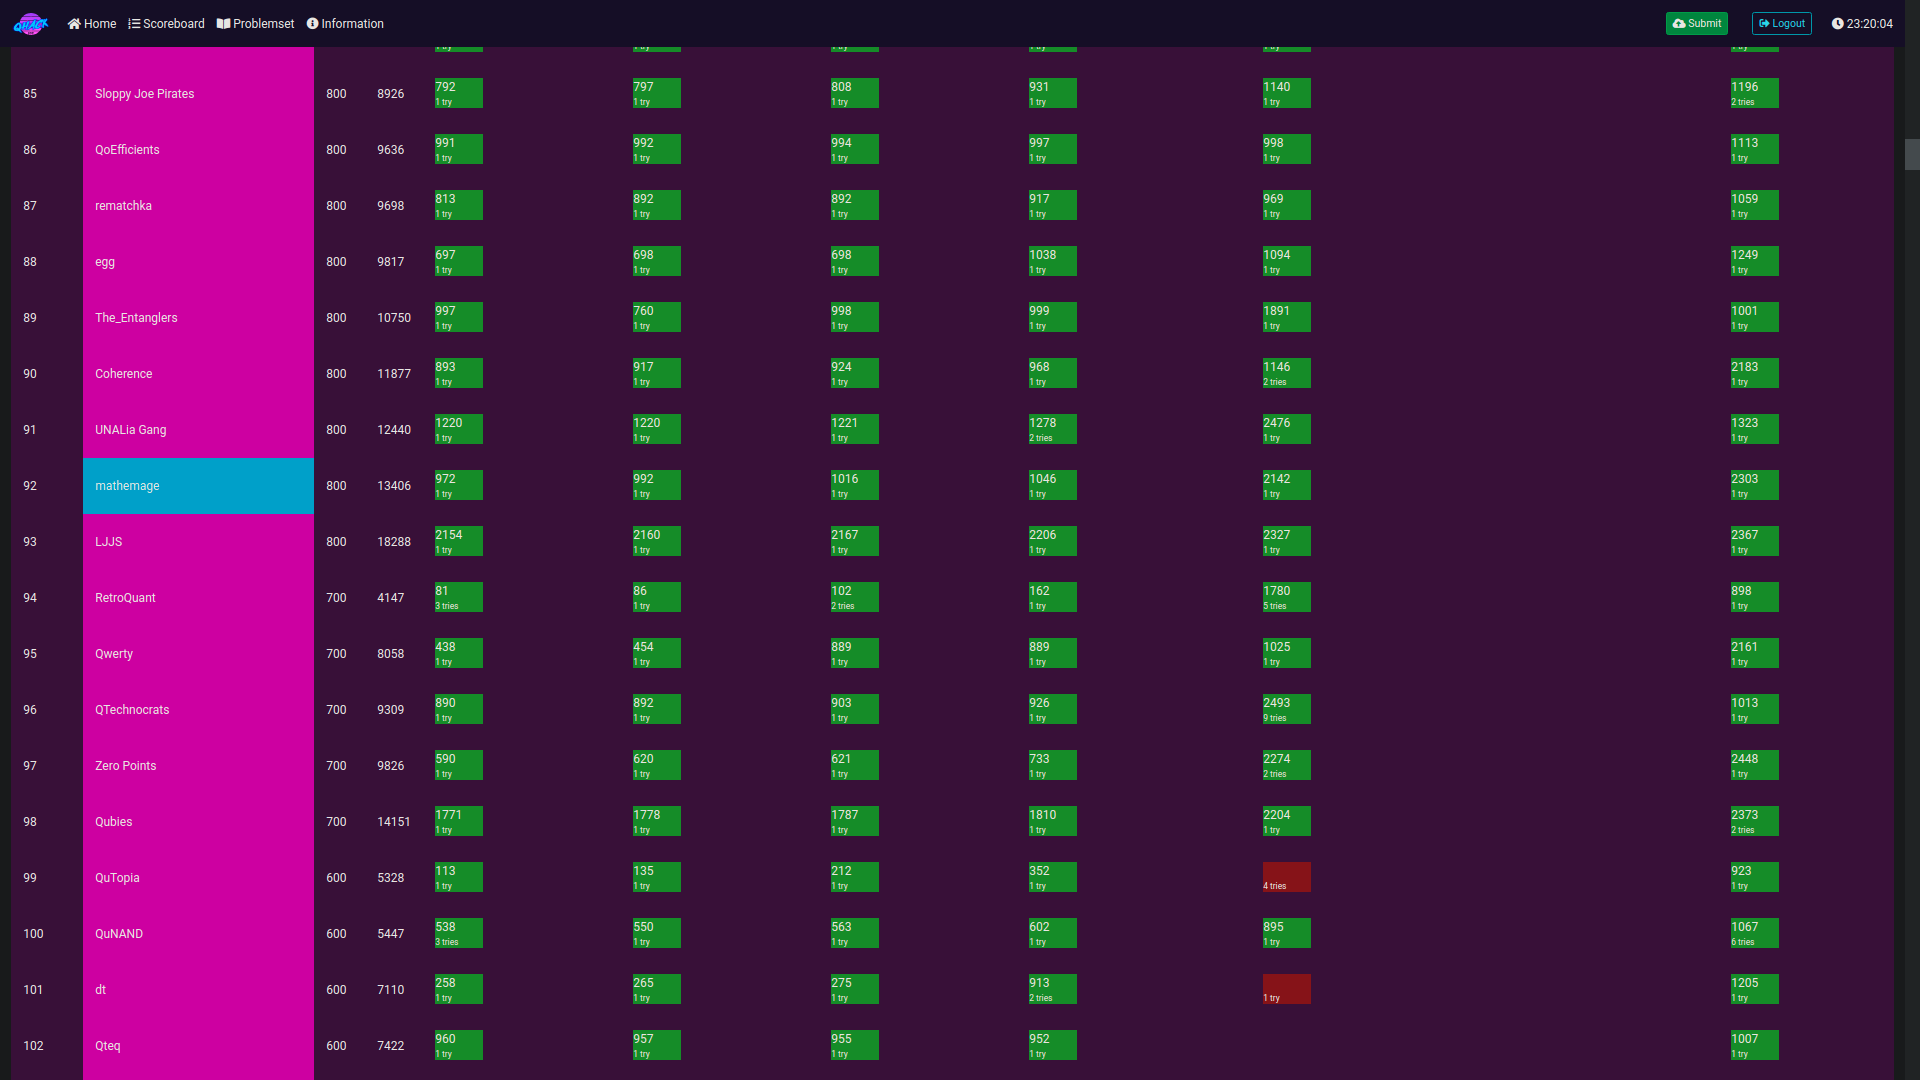 QHACK Home Scoreboard Problemset Information Submit Logout 23:20:04
85 Sloppy Joe Pirates 800 8926 792 797 808 931 1140 1196
1 try 1 try 1 try 1 try 1 try 2 tries
86 QoEfficients 800 9636 991 992 994 997 998 1113
1 try 1 try 1 try 1 try 1 try 1 try
87 rematchka 800 9698 813 892 892 917 969 1059
1 try 1 try 1 try 1 try 1 try 1 try
88 egg 800 9817 697 698 698 1038 1094 1249
1 try 1 try 1 try 1 try 1 try 1 try
89 The_Entanglers 800 10750 997 760 998 999 1891 1001
1 try 1 try 1 try 1 try 1 try 1 try
90 Coherence 800 11877 893 917 924 968 1146 2183
1 try 1 try 1 try 1 try 2 tries 1 try
91 UNALia Gang 800 12440 1220 1220 1221 1278 2476 1323
1 try 1 try 1 try 2 tries 1 try 1 try
92 mathemage 800 13406 972 992 1016 1046 2142 2303
1 try 1 try 1 try 1 try 1 try 1 try
93 LJJS 800 18288 2154 2160 2167 2206 2327 2367
1 try 1 try 1 try 1 try 1 try 1 try
94 RetroQuant 700 4147 81 86 102 162 1780 898
3 tries 1 try 2 tries 1 try 5 tries 1 try
95 Qwerty 700 8058 438 454 889 889 1025 2161
1 try 1 try 1 try 1 try 1 try 1 try
96 QTechnocrats 700 9309 890 892 903 926 2493 1013
1 try 1 try 1 try 1 try 9 tries 1 try
97 Zero Points 700 9826 590 620 621 733 2274 2448
1 try 1 try 1 try 1 try 2 tries 1 try
98 Qubies 700 14151 1771 1778 1787 1810 2204 2373
1 try 1 try 1 try 1 try 1 try 2 tries
99 QuTopia 600 5328 113 135 212 352 923
1 try 1 try 1 try 1 try 4 tries 1 try
100 QuNAND 600 5447 538 550 563 602 895 1067
3 tries 1 try 1 try 1 try 1 try 6 tries
101 dt 600 7110 258 265 275 913 1205
1 try 1 try 1 try 2 tries 1 try 1 try
102 Qteq 600 7422 960 957 955 952 1007
1 try 1 try 1 try 1 try 1 try